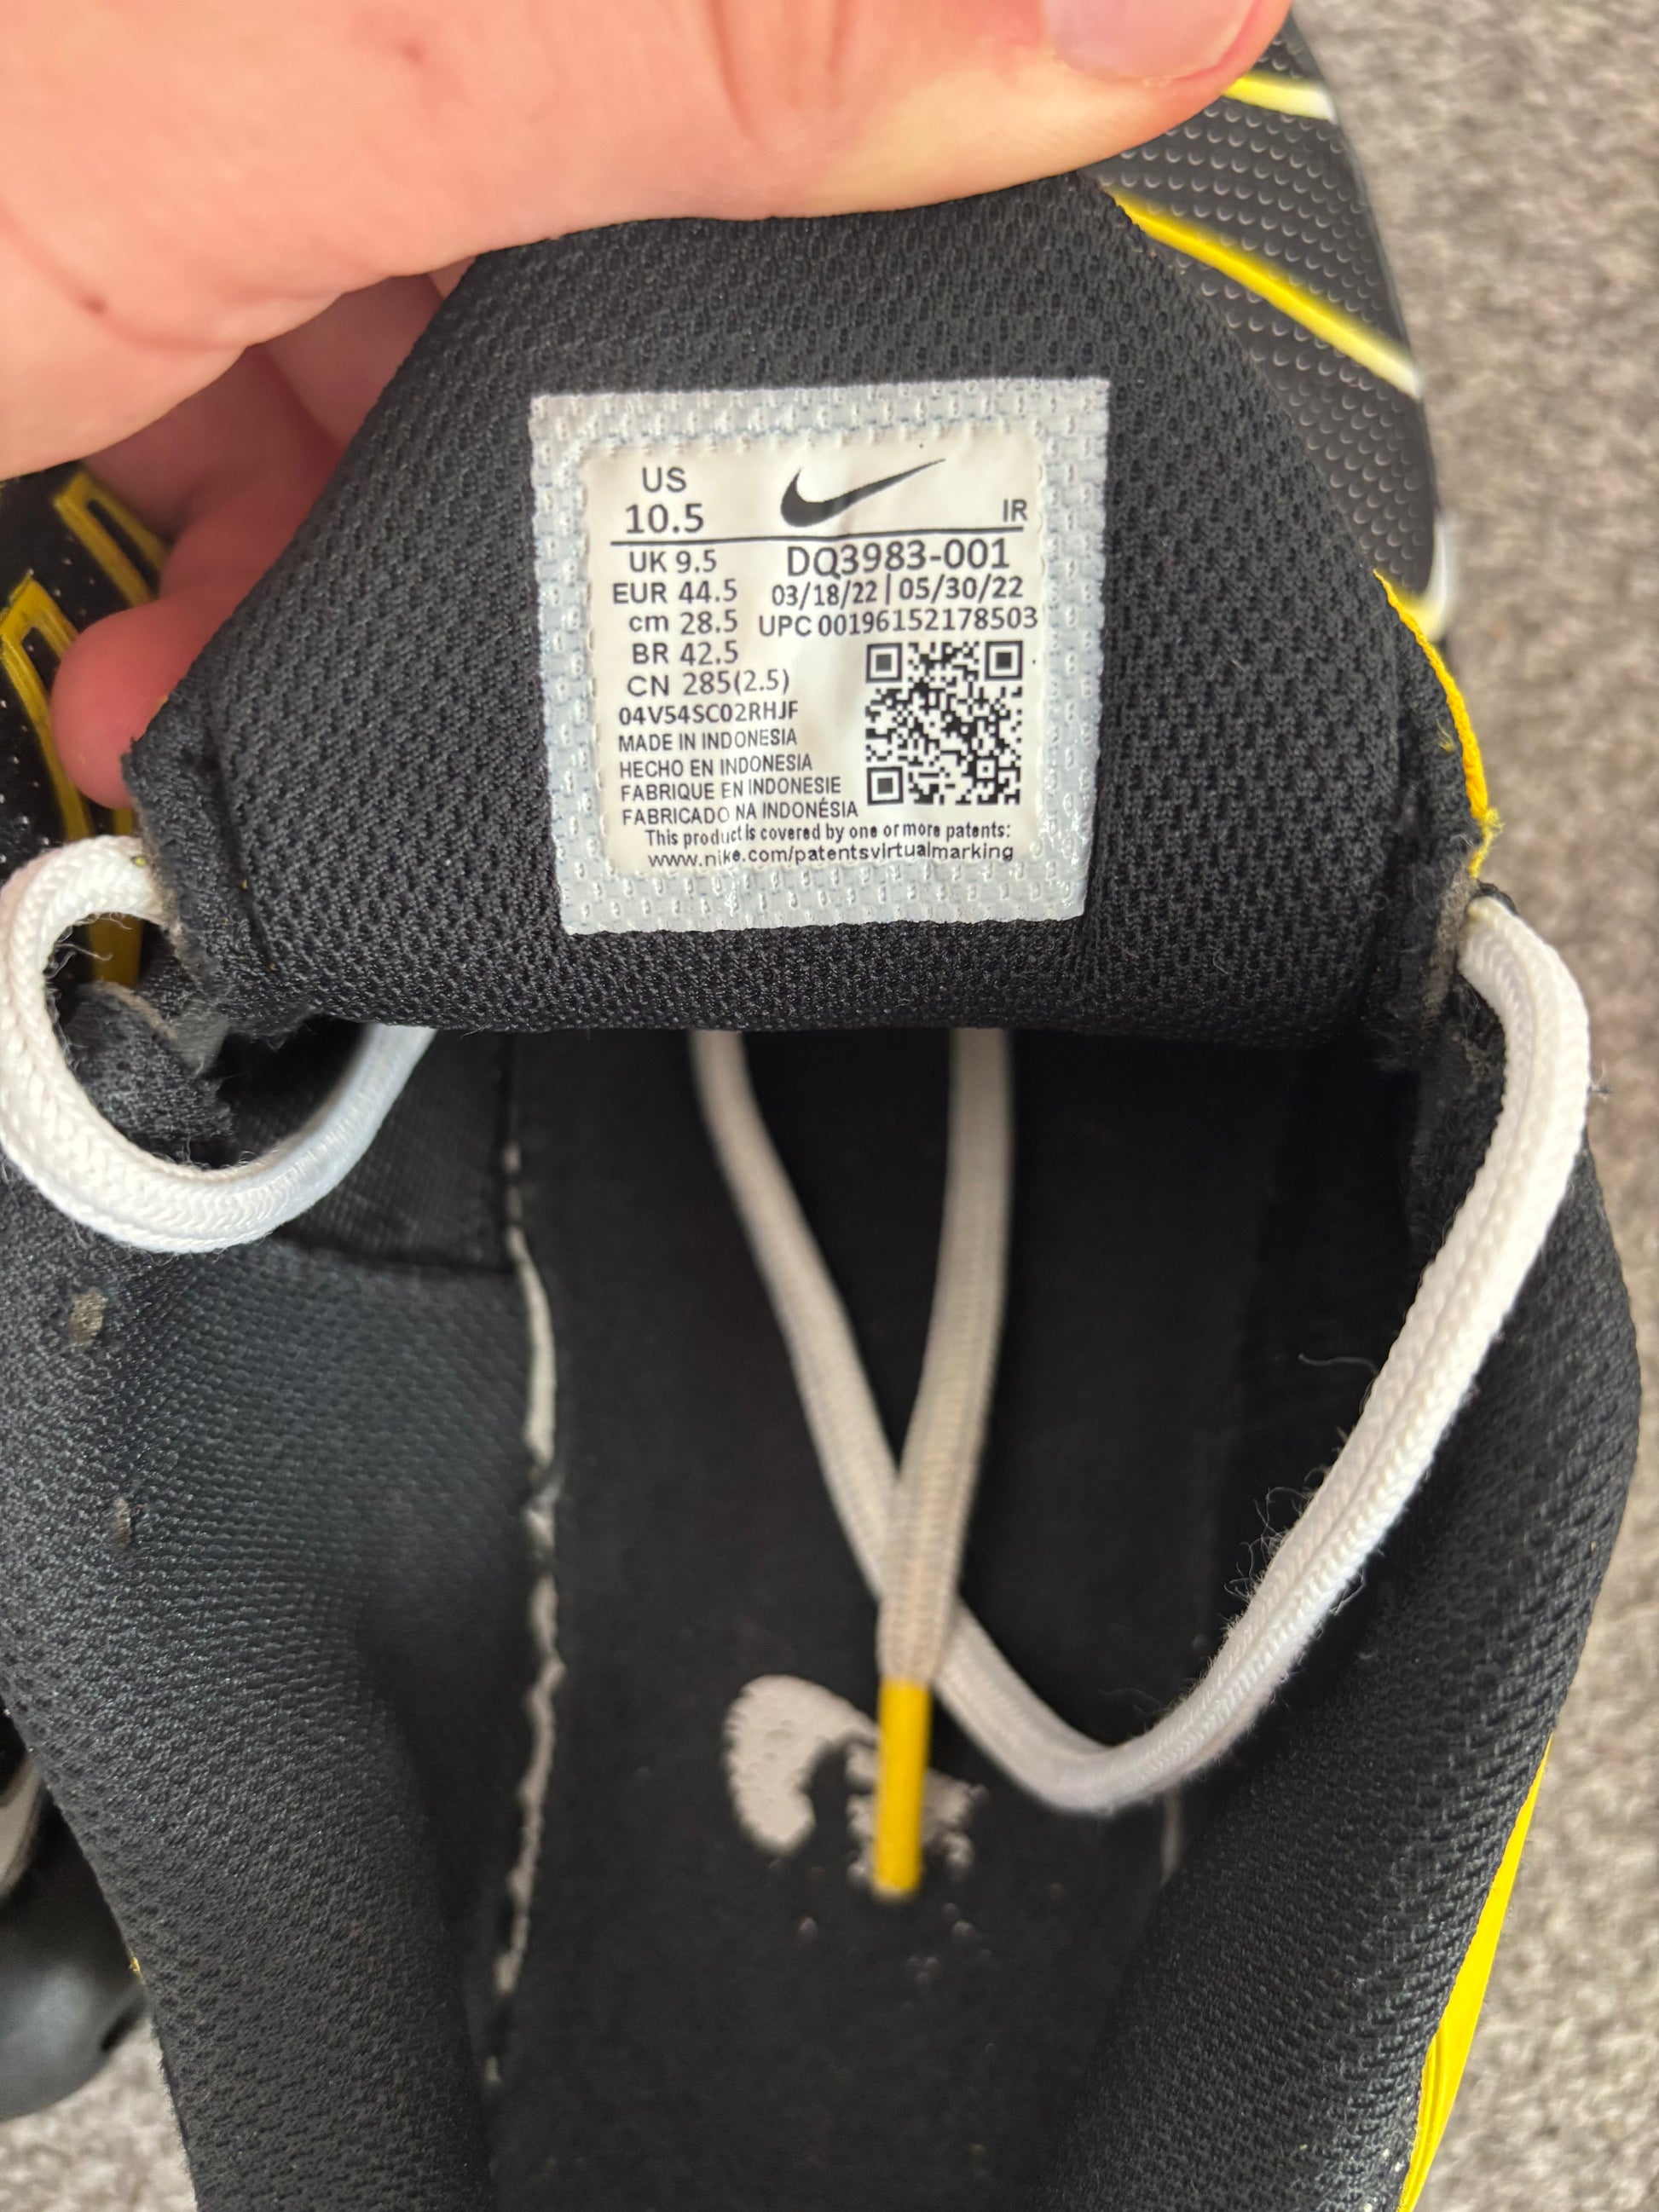 US
10.5
IR
UK 9.5
DQ3983-001
EUR 44.5
03/18/22 | 05/30/22
cm 28.5
UPC 00196152178503
BR 42.5
CN 285(2.5)
04V54SC02RHJF
MADE IN INDONESIA
HECHO EN INDONESIA
FABRIQUE EN INDONESIE
FABRICADO NA INDONÉSIA
This product is covered by one or more patents:
www.nike.com/patentsvirtualmarking